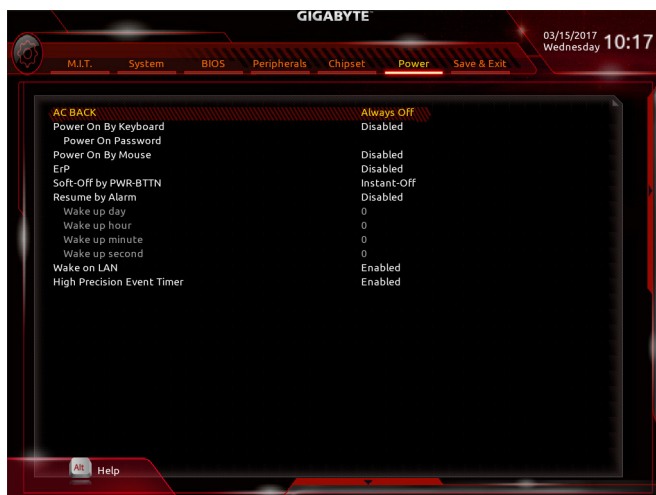 GIGABYTE™
03/15/2017
Wednesday 10:17
M.I.T. System BIOS Peripherals Chipset Power Save & Exit
AC BACK Always Off
Power On By Keyboard Disabled
Power On Password
Power On By Mouse Disabled
ErP Disabled
Soft-Off by PWR-BTTN Instant-Off
Resume by Alarm Disabled
Wake up day 0
Wake up hour 0
Wake up minute 0
Wake up second 0
Wake on LAN Enabled
High Precision Event Timer Enabled
Alt Help